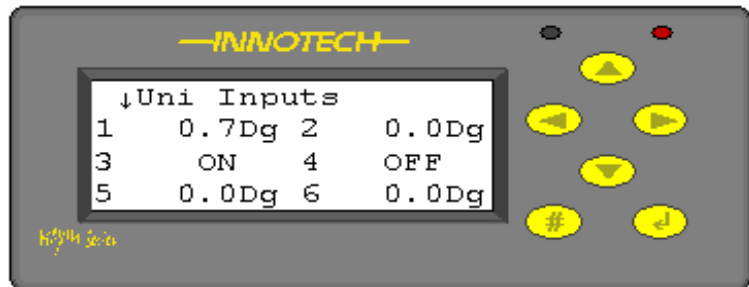 INNOTECH
↓Uni Inputs
1 0.7Dg 2 0.0Dg
3 ON 4 OFF
5 0.0Dg 6 0.0Dg
#